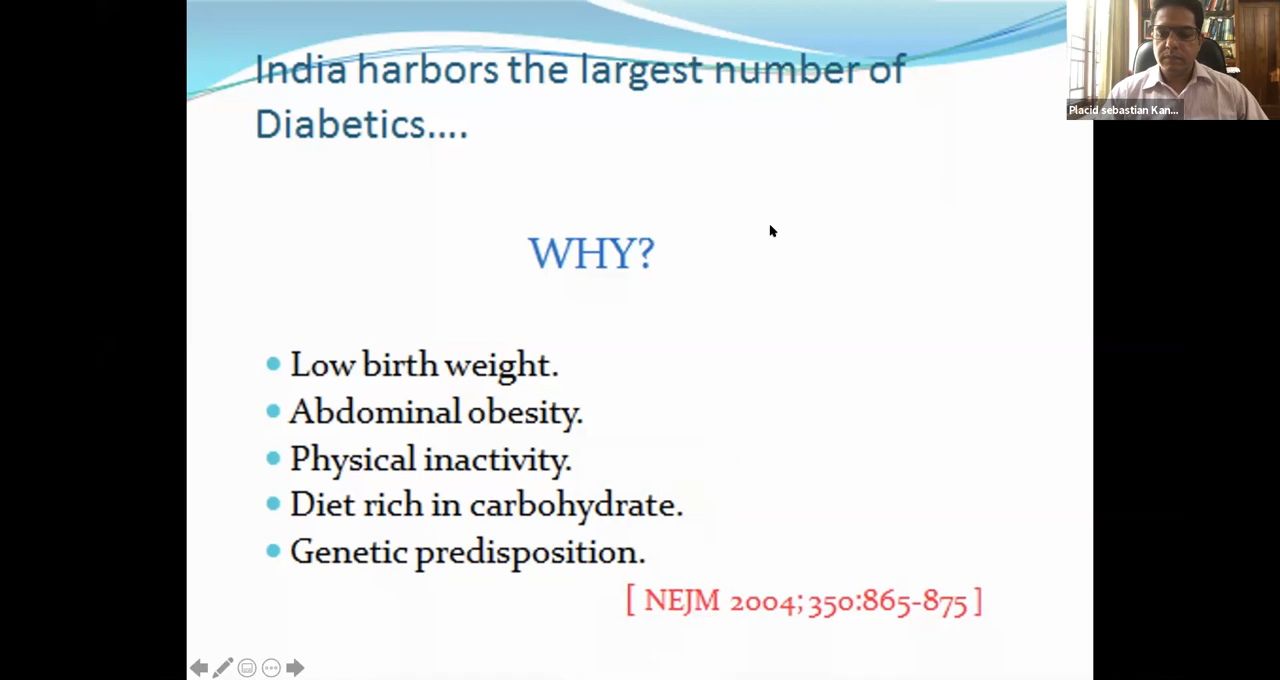 India harbors the largest number of
Diabetics....
Placid sebastian Kan...
WHY?
Low birth weight.
Abdominal obesity.
Physical inactivity.
Diet rich in carbohydrate.
Genetic predisposition.
[ NEJM 2004; 350:865-875 ]